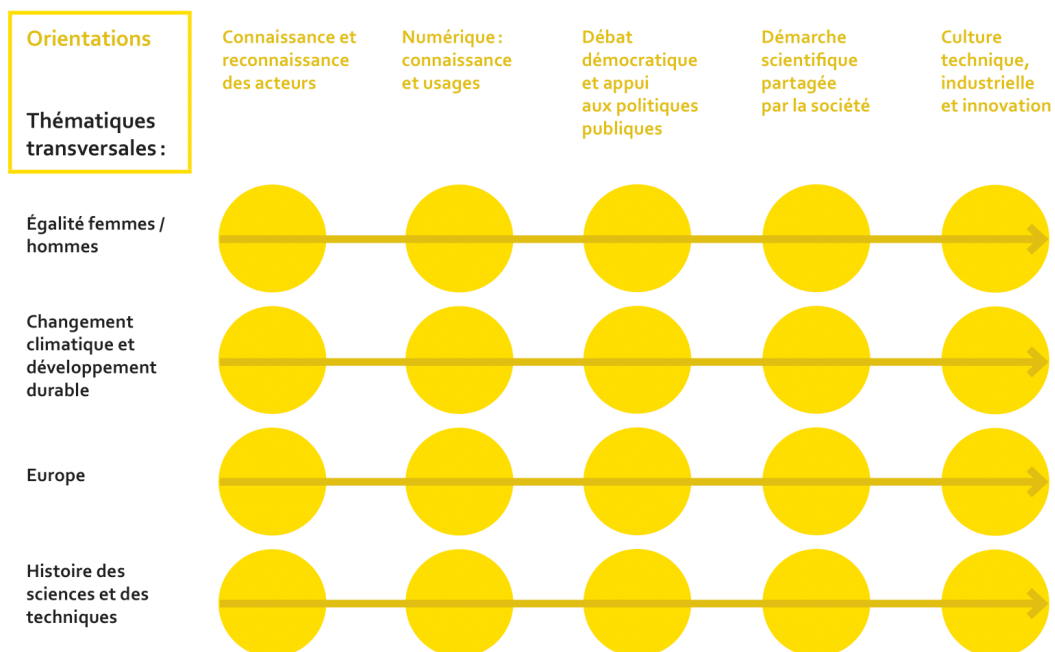 Orientations
Thématiques
transversales :
Connaissance et
reconnaissance
des acteurs
Numérique :
connaissance
et usages
Débat
démocratique
et appui
aux politiques
publiques
Démarche
scientifique
partagée
par la société
Culture
technique,
industrielle
et innovation
Égalité femmes /
hommes
Changement
climatique et
développement
durable
Europe
Histoire des
sciences et des
techniques